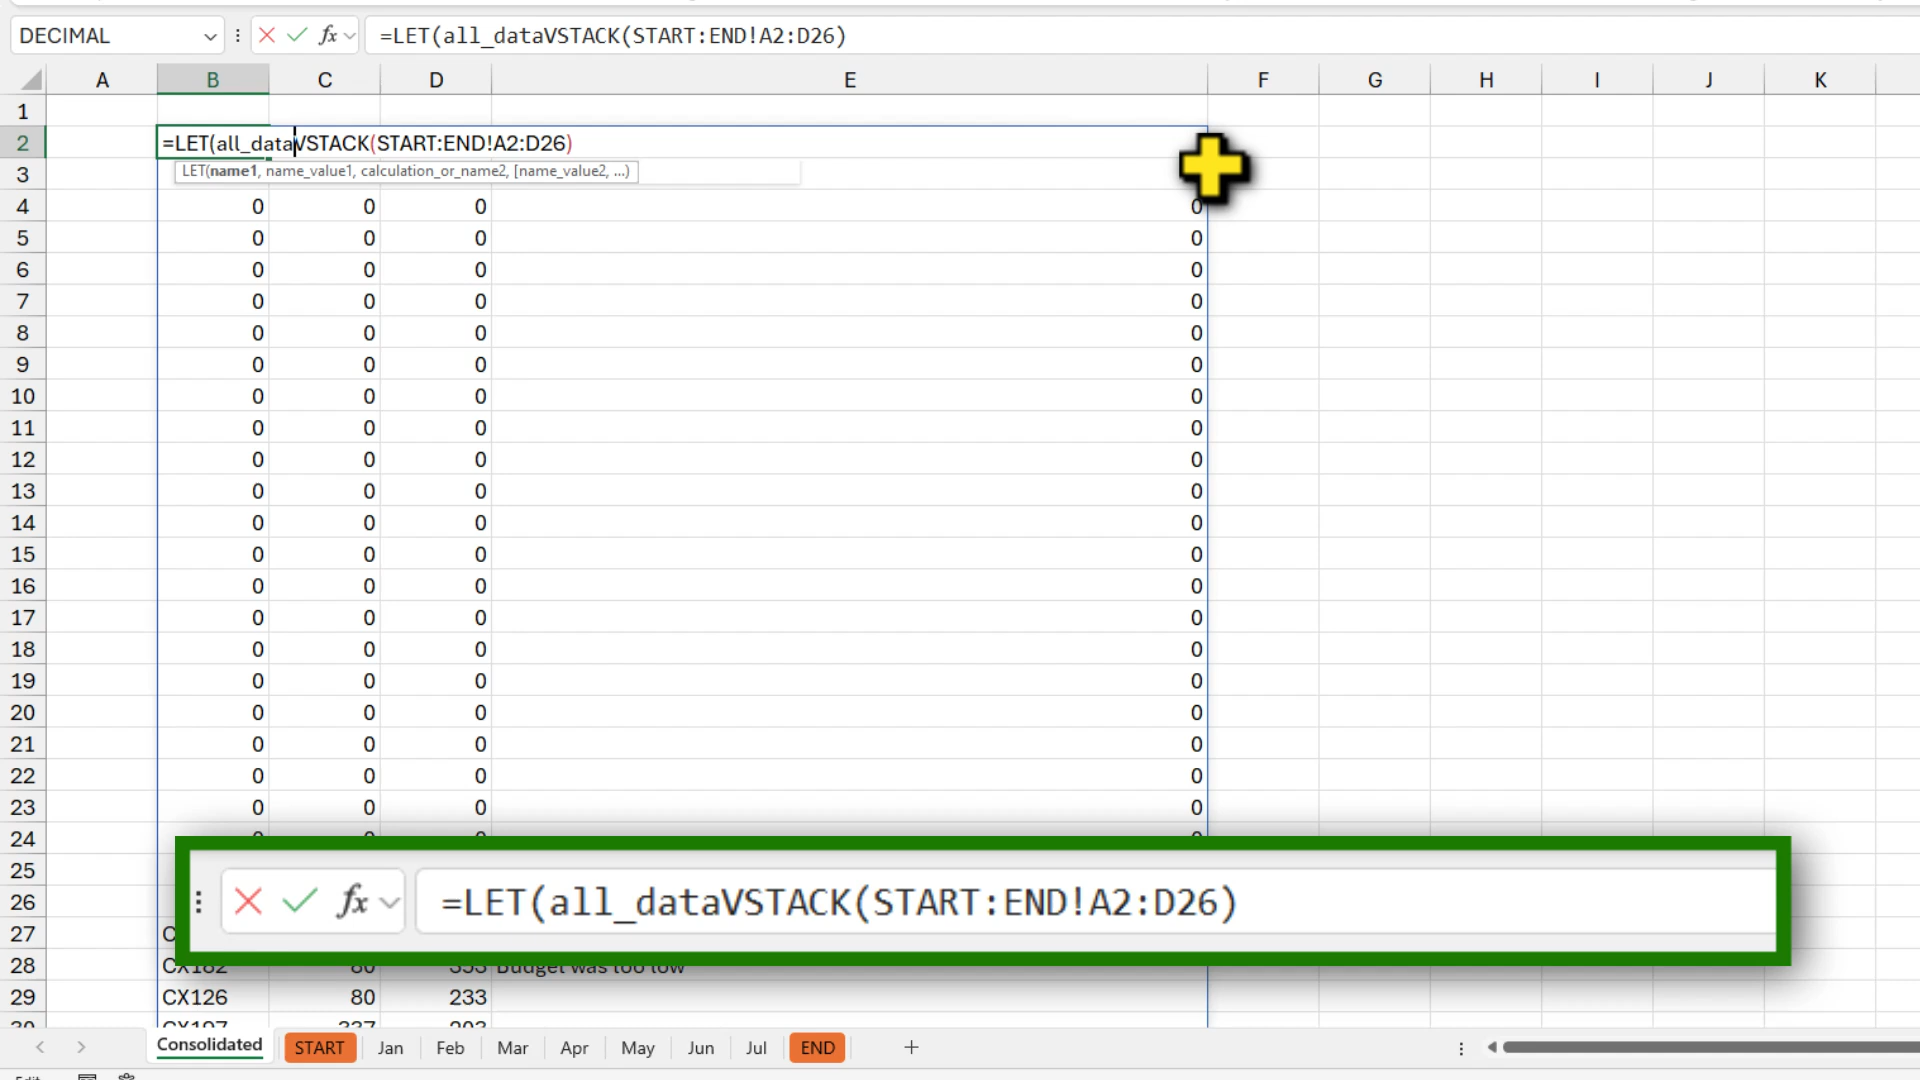 DECIMAL fx =LET(all_dataVSTACK(START:END!A2:D26)
A B C D E F G H I J K
1
2 =LET(all_dataVSTACK(START:END!A2:D26)
3 LET(name1, name_value1, calculation_or_name2, [name_value2, ...)
4 0 0 0 0
5 0 0 0 0
6 0 0 0 0
7 0 0 0 0
8 0 0 0 0
9 0 0 0 0
10 0 0 0 0
11 0 0 0 0
12 0 0 0 0
13 0 0 0 0
14 0 0 0 0
15 0 0 0 0
16 0 0 0 0
17 0 0 0 0
18 0 0 0 0
19 0 0 0 0
20 0 0 0 0
21 0 0 0 0
22 0 0 0 0
23 0 0 0 0
24 0 0 0 0
25
26 fx =LET(all_dataVSTACK(START:END!A2:D26)
27
28 CX182 80 353 Budget was too low
29 CX126 80 233
30 CX197 337 203
Consolidated START Jan Feb Mar Apr May Jun Jul END +